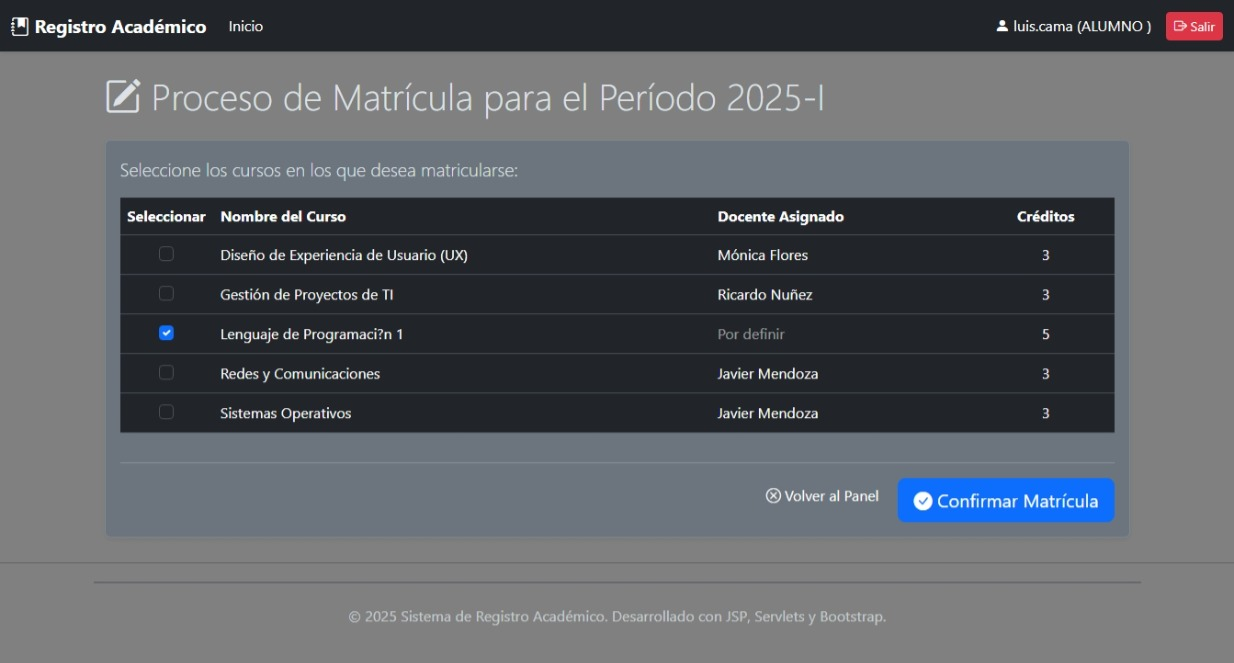 Registro Académico Inicio luis.cama (ALUMNO ) Salir
Proceso de Matrícula para el Período 2025-I
Seleccione los cursos en los que desea matricularse:
Seleccionar Nombre del Curso Docente Asignado Créditos
Diseño de Experiencia de Usuario (UX) Mónica Flores 3
Gestión de Proyectos de TI Ricardo Nuñez 3
Lenguaje de Programaci?n 1 Por definir 5
Redes y Comunicaciones Javier Mendoza 3
Sistemas Operativos Javier Mendoza 3
Volver al Panel Confirmar Matrícula
© 2025 Sistema de Registro Académico. Desarrollado con JSP, Servlets y Bootstrap.